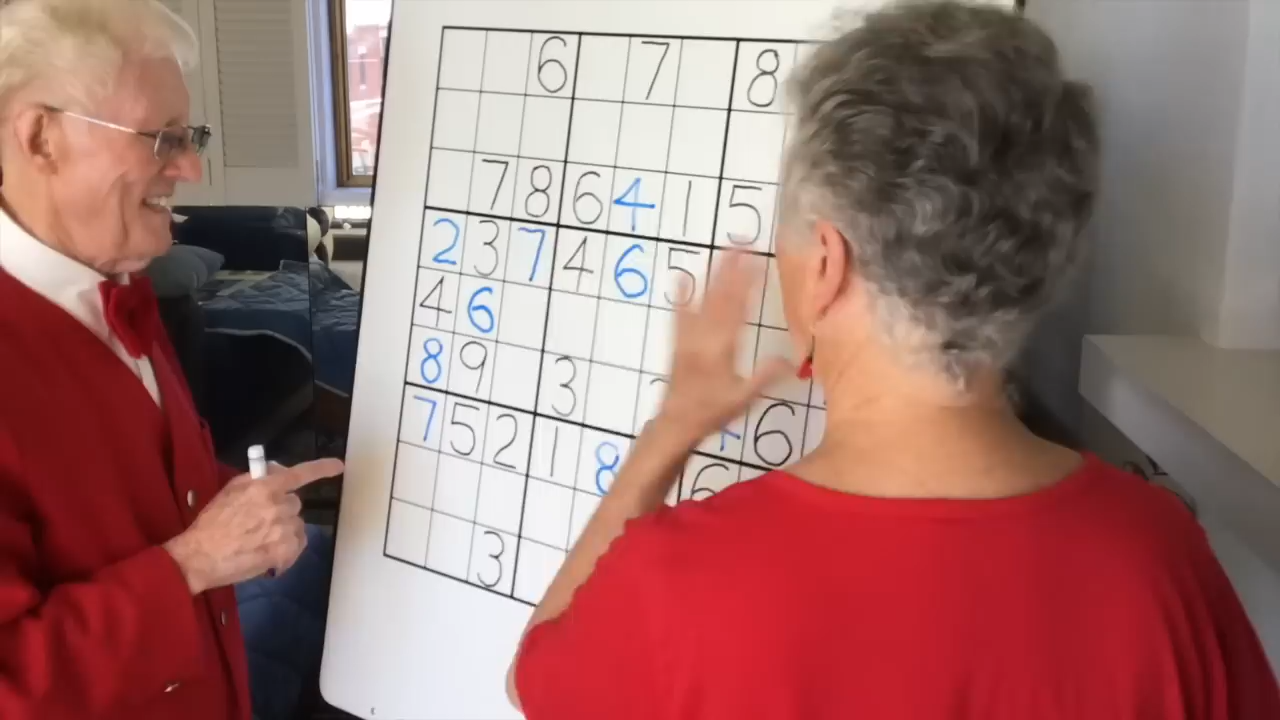 6 7 8
7 8 6 4 1 5
2 3 7 4 6 5
4 6
8 9 3
7 5 2 1 8 6
6
3